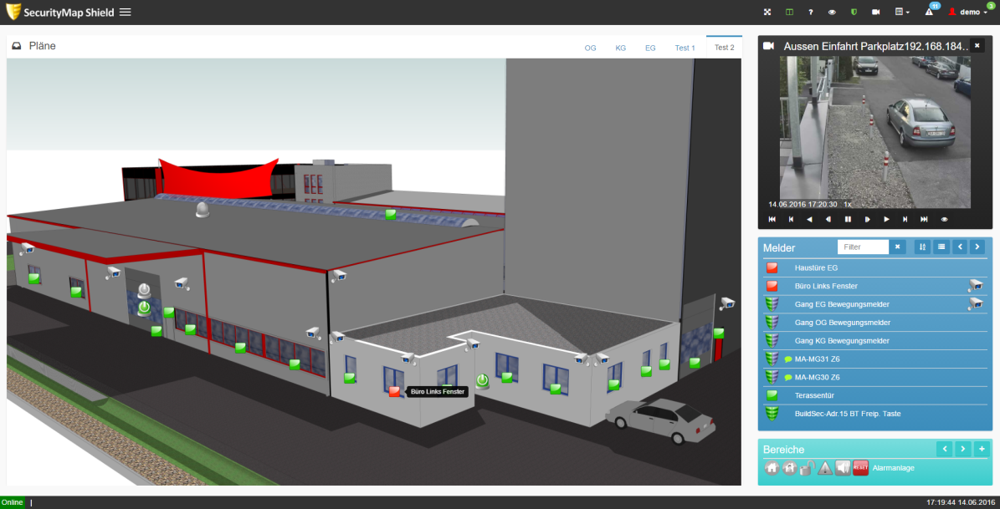 SecurityMap Shield
?
11
demo
3
Pläne
OG
KG
EG
Test 1
Test 2
Aussen Einfahrt Parkplatz192.168.184..
14.06.2016 17:20:30 1x
Melder
Filter
Haustüre EG
Büro Links Fenster
Gang EG Bewegungsmelder
Gang OG Bewegungsmelder
Gang KG Bewegungsmelder
MA-MG31 Z6
MA-MG30 Z6
Terassentür
BuildSec-Adr.15 BT Freip. Taste
Büro Links Fenster
Bereiche
RESET
Alarmanlage
Online |
17:19:44 14.06.2016